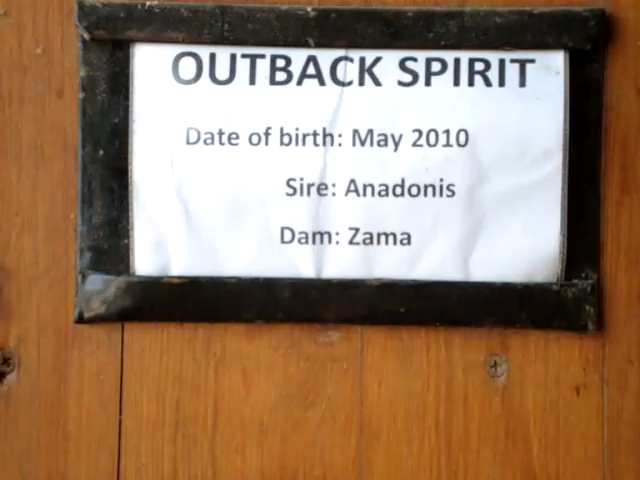 OUTBACK SPIRIT
Date of birth: May 2010
Sire: Anadonis
Dam: Zama